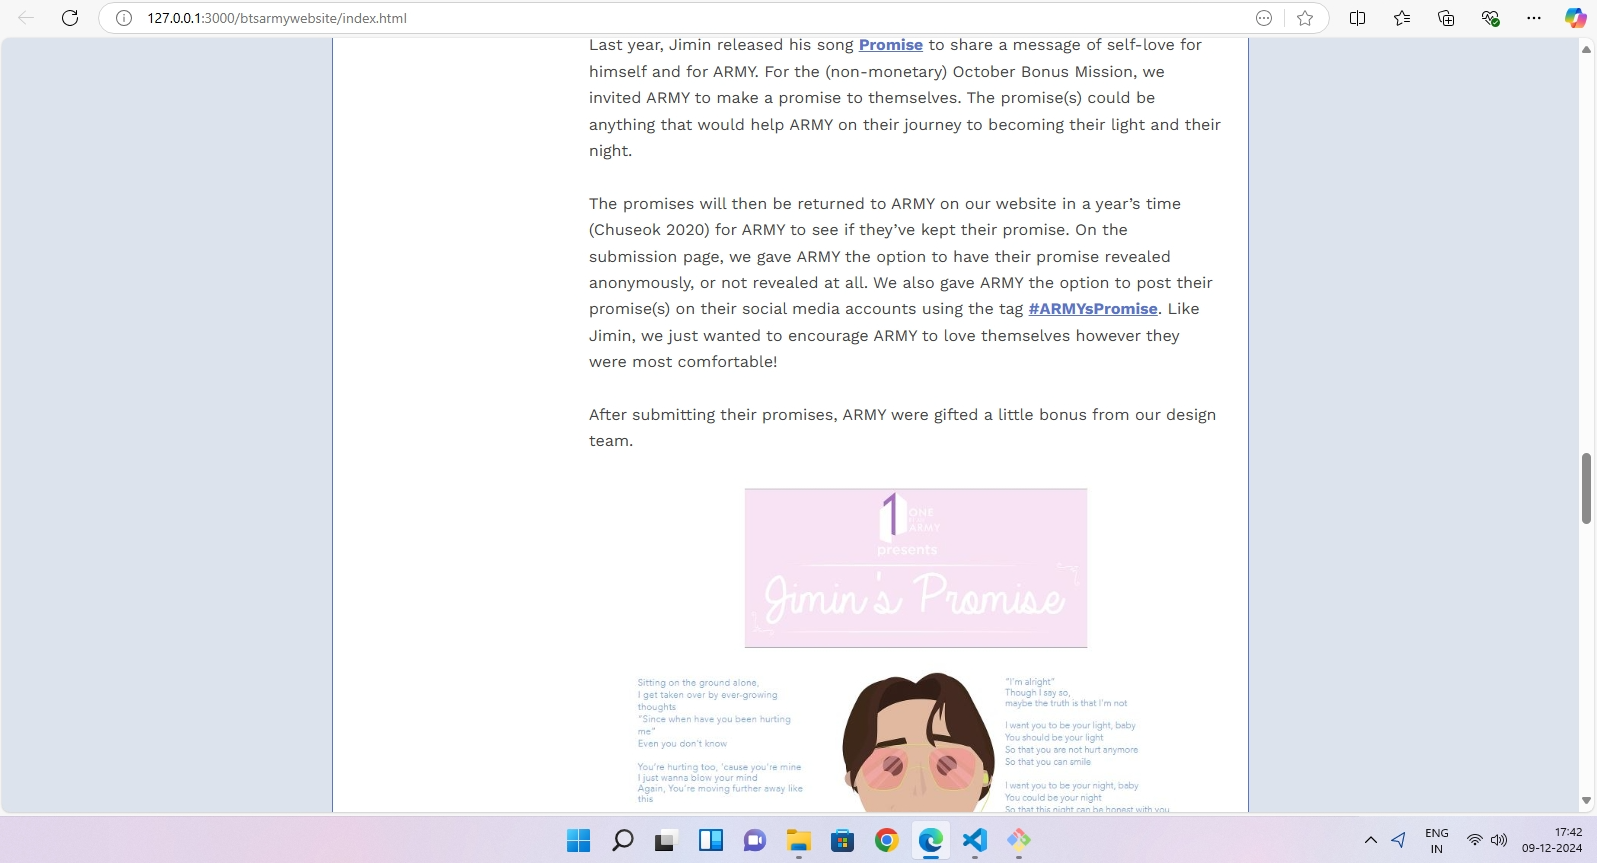 127.0.0.1:3000/btsarmywebsite/index.html
Last year, Jimin released his song Promise to share a message of self-love for
himself and for ARMY. For the (non-monetary) October Bonus Mission, we
invited ARMY to make a promise to themselves. The promise(s) could be
anything that would help ARMY on their journey to becoming their light and their
night.
The promises will then be returned to ARMY on our website in a year’s time
(Chuseok 2020) for ARMY to see if they’ve kept their promise. On the
submission page, we gave ARMY the option to have their promise revealed
anonymously, or not revealed at all. We also gave ARMY the option to post their
promise(s) on their social media accounts using the tag #ARMYsPromise. Like
Jimin, we just wanted to encourage ARMY to love themselves however they
were most comfortable!
After submitting their promises, ARMY were gifted a little bonus from our design
team.
ONE
ARMY
presents
Jimin's Promise
Sitting on the ground alone,
I get taken over by ever-growing
thoughts
"Since when have you been hurting
me"
Even you don't know
You're hurting too, 'cause you're mine
I just wanna blow your mind
Again, You're moving further away like
this
"I'm alright"
Though I say so,
maybe the truth is that I'm not
I want you to be your light, baby
You should be your light
So that you are not hurt anymore
So that you can smile
I want you to be your night, baby
You could be your night
So that this night can be honest with you
ENG
IN
17:42
09-12-2024